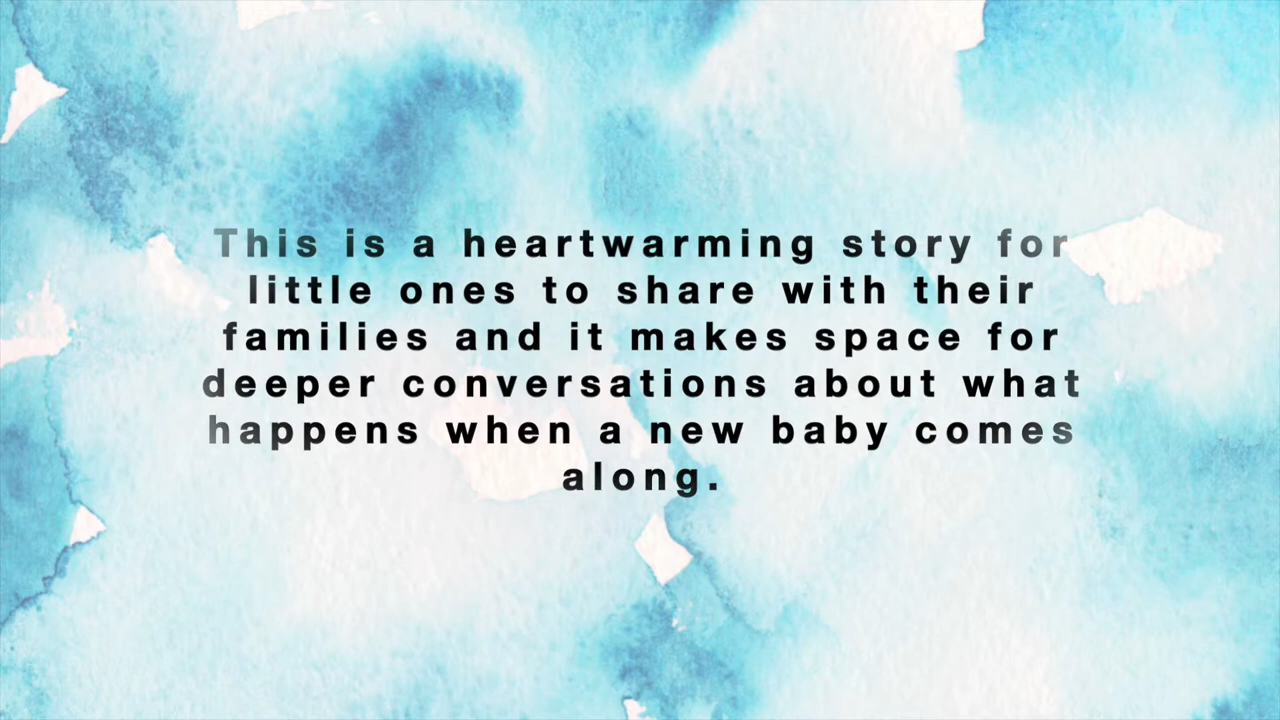 This is a heartwarming story for
little ones to share with their
families and it makes space for
deeper conversations about what
happens when a new baby comes
along.